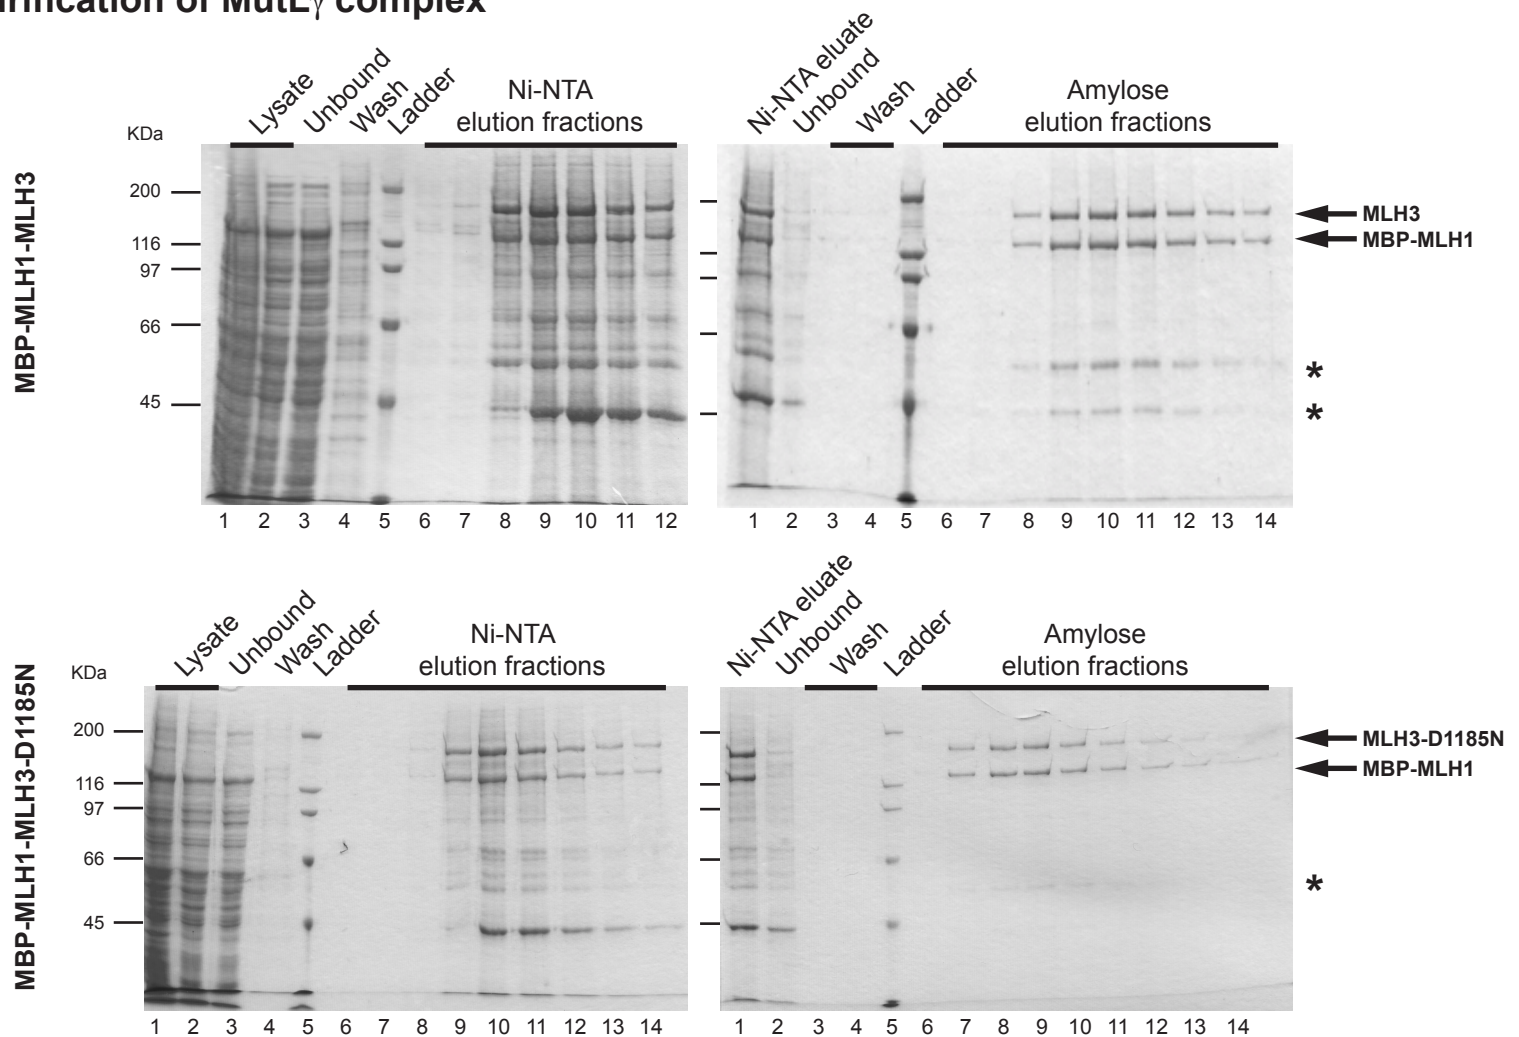 rification of MutLγ complex
MBP-MLH1-MLH3
KDa
Lysate
Unbound
Wash
Ladder
Ni-NTA
elution fractions
200
116
97
66
45
1 2 3 4 5 6 7 8 9 10 11 12
Ni-NTA eluate
Unbound
Wash
Ladder
Amylose
elution fractions
MLH3
MBP-MLH1
*
*
1 2 3 4 5 6 7 8 9 10 11 12 13 14
MBP-MLH1-MLH3-D1185N
KDa
Lysate
Unbound
Wash
Ladder
Ni-NTA
elution fractions
200
116
97
66
45
1 2 3 4 5 6 7 8 9 10 11 12 13 14
Ni-NTA eluate
Unbound
Wash
Ladder
Amylose
elution fractions
MLH3-D1185N
MBP-MLH1
*
1 2 3 4 5 6 7 8 9 10 11 12 13 14